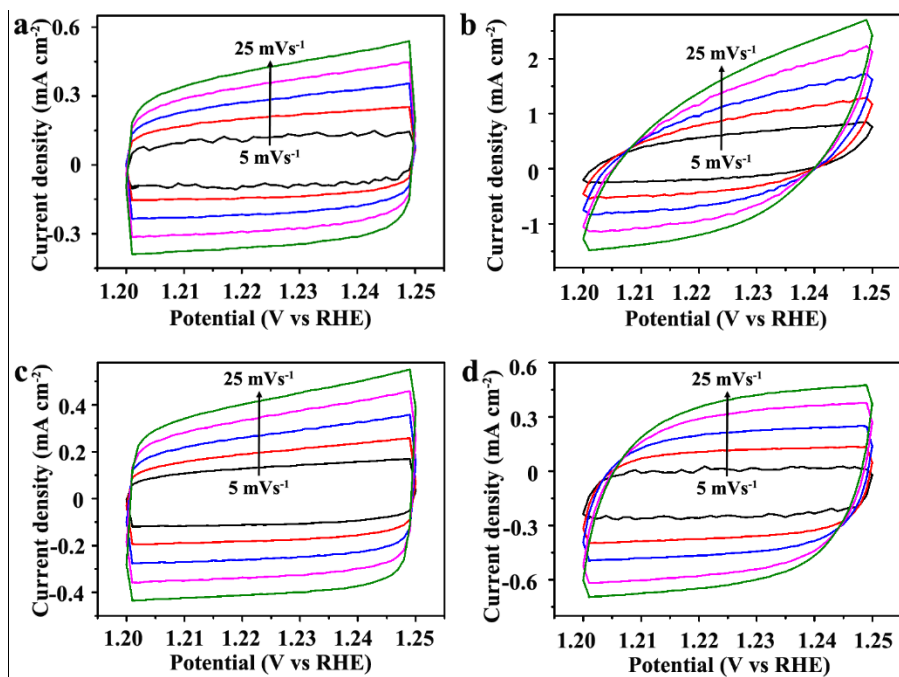 a
0.6
0.3
0
-0.3
Current density (mA cm⁻²)
25 mVs⁻¹
5 mVs⁻¹
1.20 1.21 1.22 1.23 1.24 1.25
Potential (V vs RHE)
b
2
1
0
-1
Current density (mA cm⁻²)
25 mVs⁻¹
5 mVs⁻¹
1.20 1.21 1.22 1.23 1.24 1.25
Potential (V vs RHE)
c
0.4
0.2
0
-0.2
-0.4
Current density (mA cm⁻²)
25 mVs⁻¹
5 mVs⁻¹
1.20 1.21 1.22 1.23 1.24 1.25
Potential (V vs RHE)
d
0.6
0.3
0
-0.3
-0.6
Current density (mA cm⁻²)
25 mVs⁻¹
5 mVs⁻¹
1.20 1.21 1.22 1.23 1.24 1.25
Potential (V vs RHE)